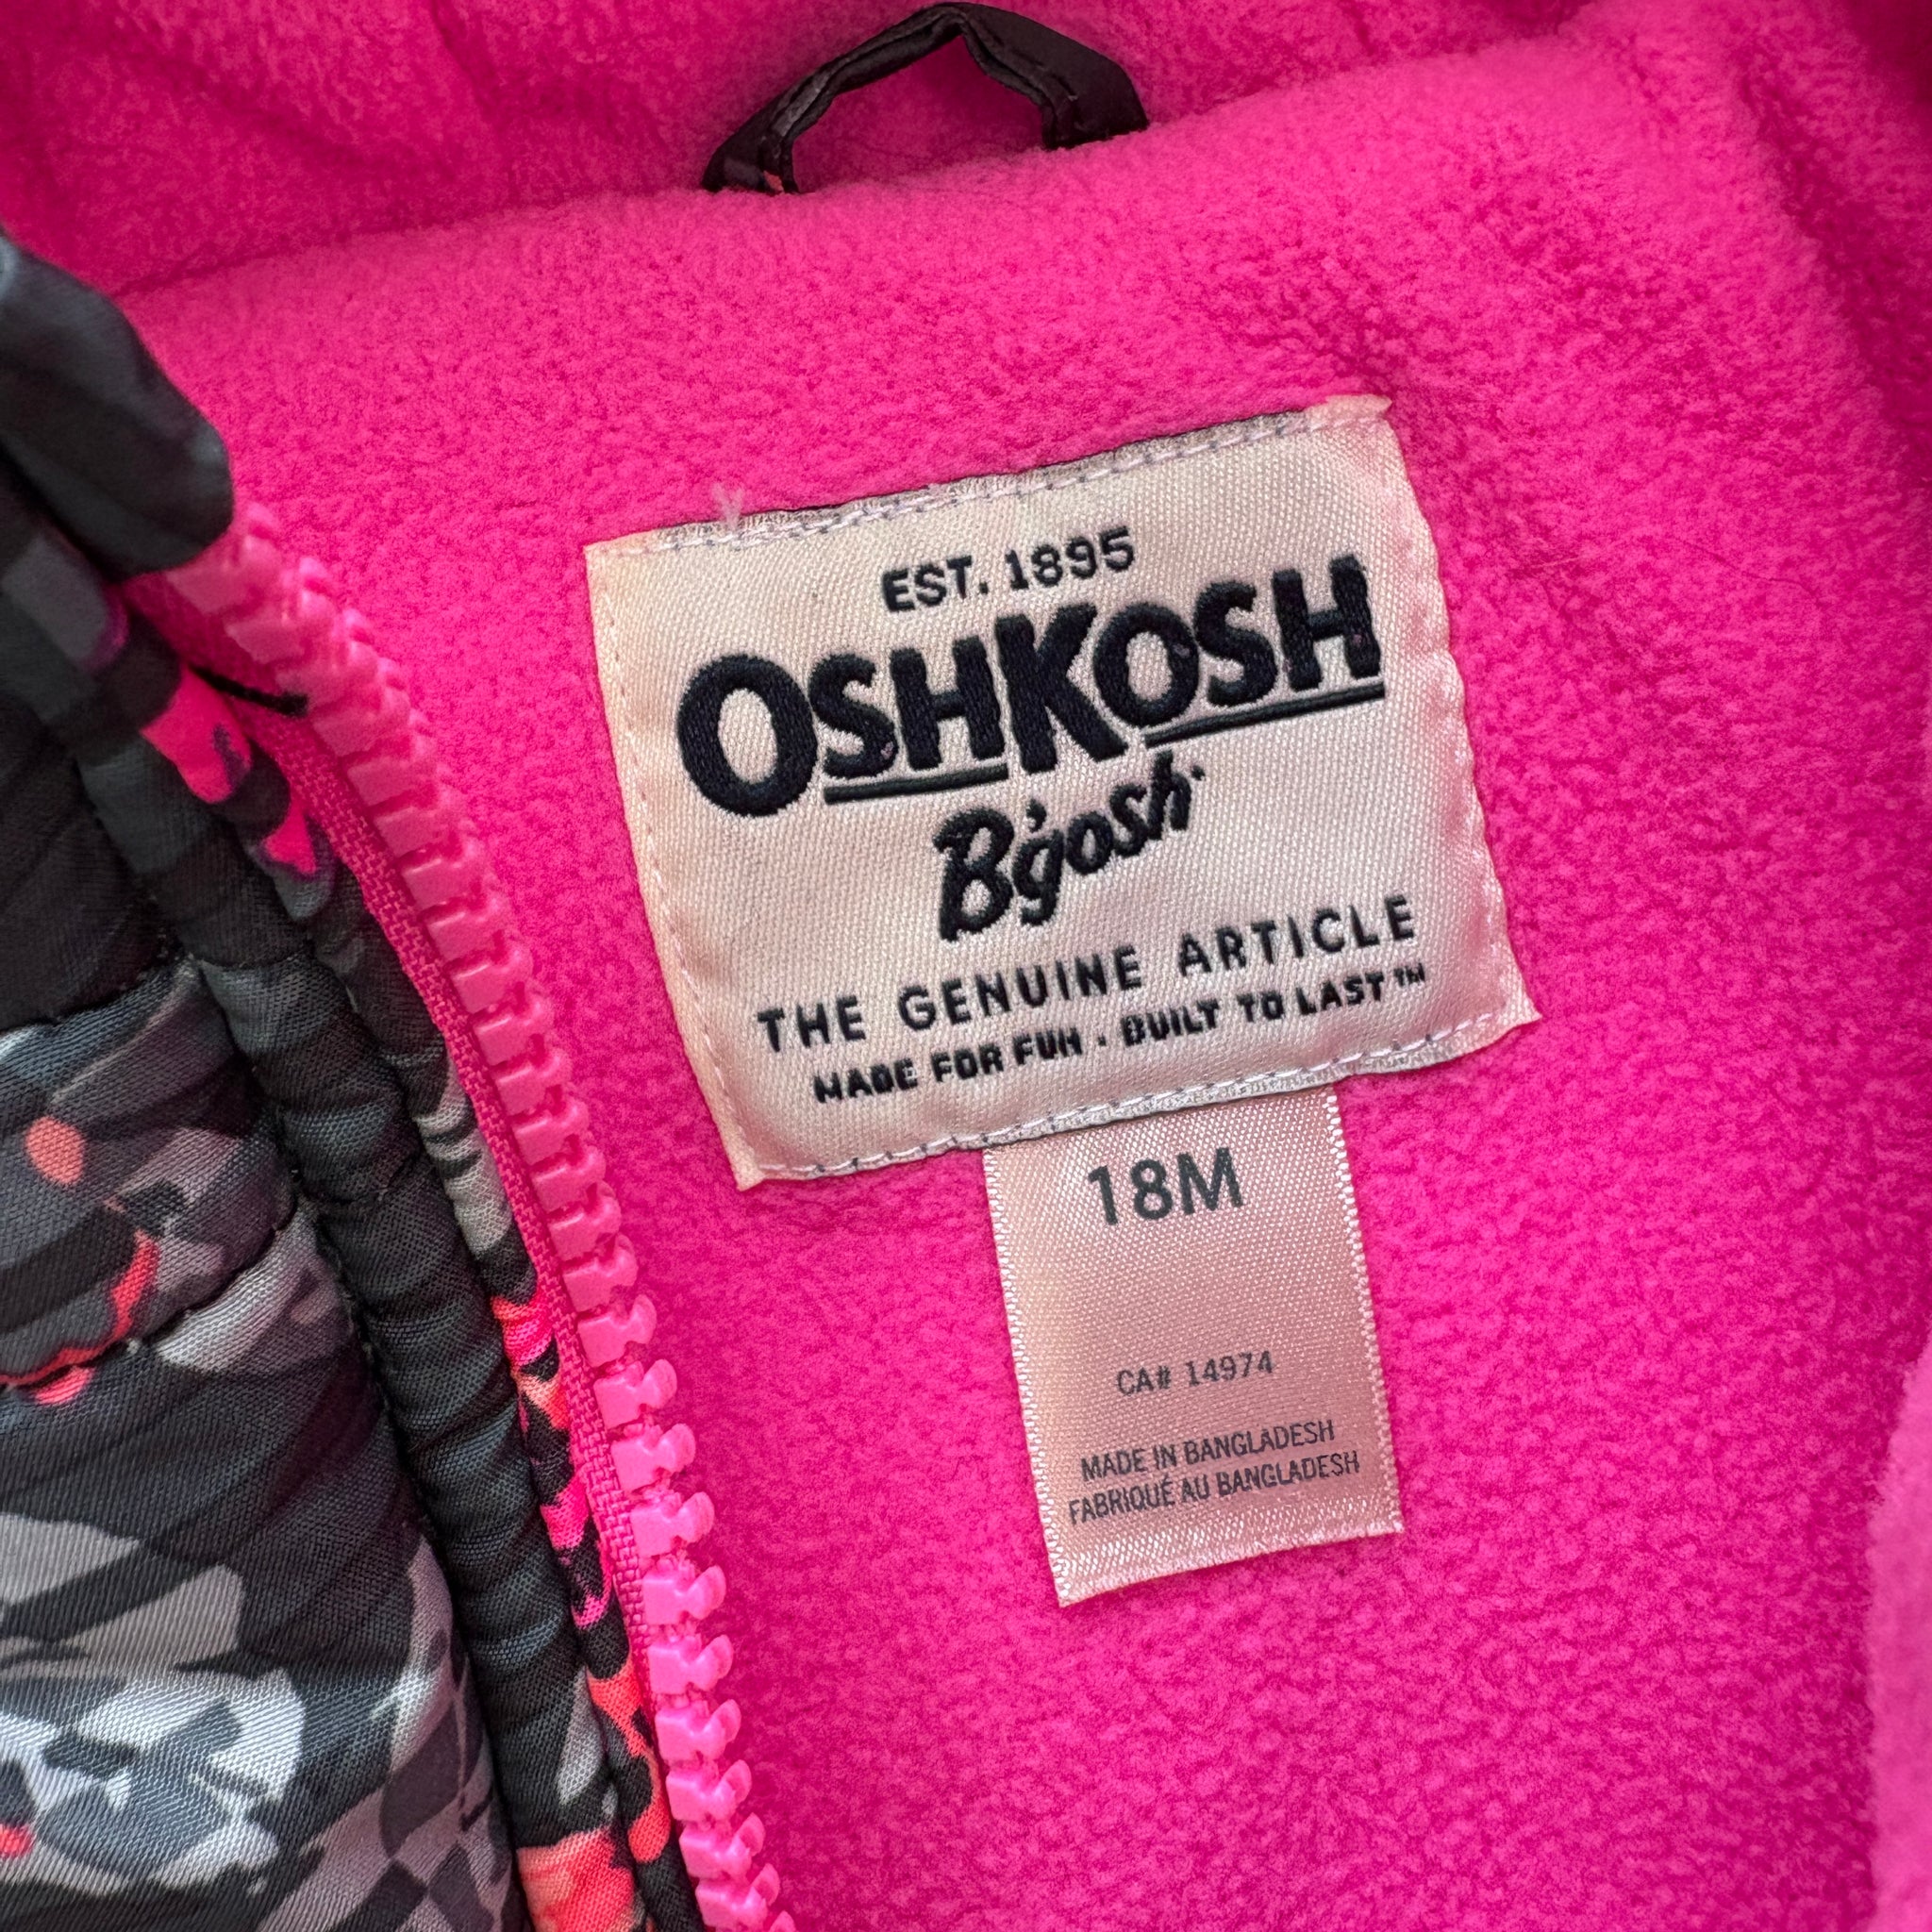 EST. 1895
OSHKOSH
B'gosh
THE GENUINE ARTICLE
MADE FOR FUN · BUILT TO LAST™
18M
CA# 14974
MADE IN BANGLADESH
FABRIQUÉ AU BANGLADESH